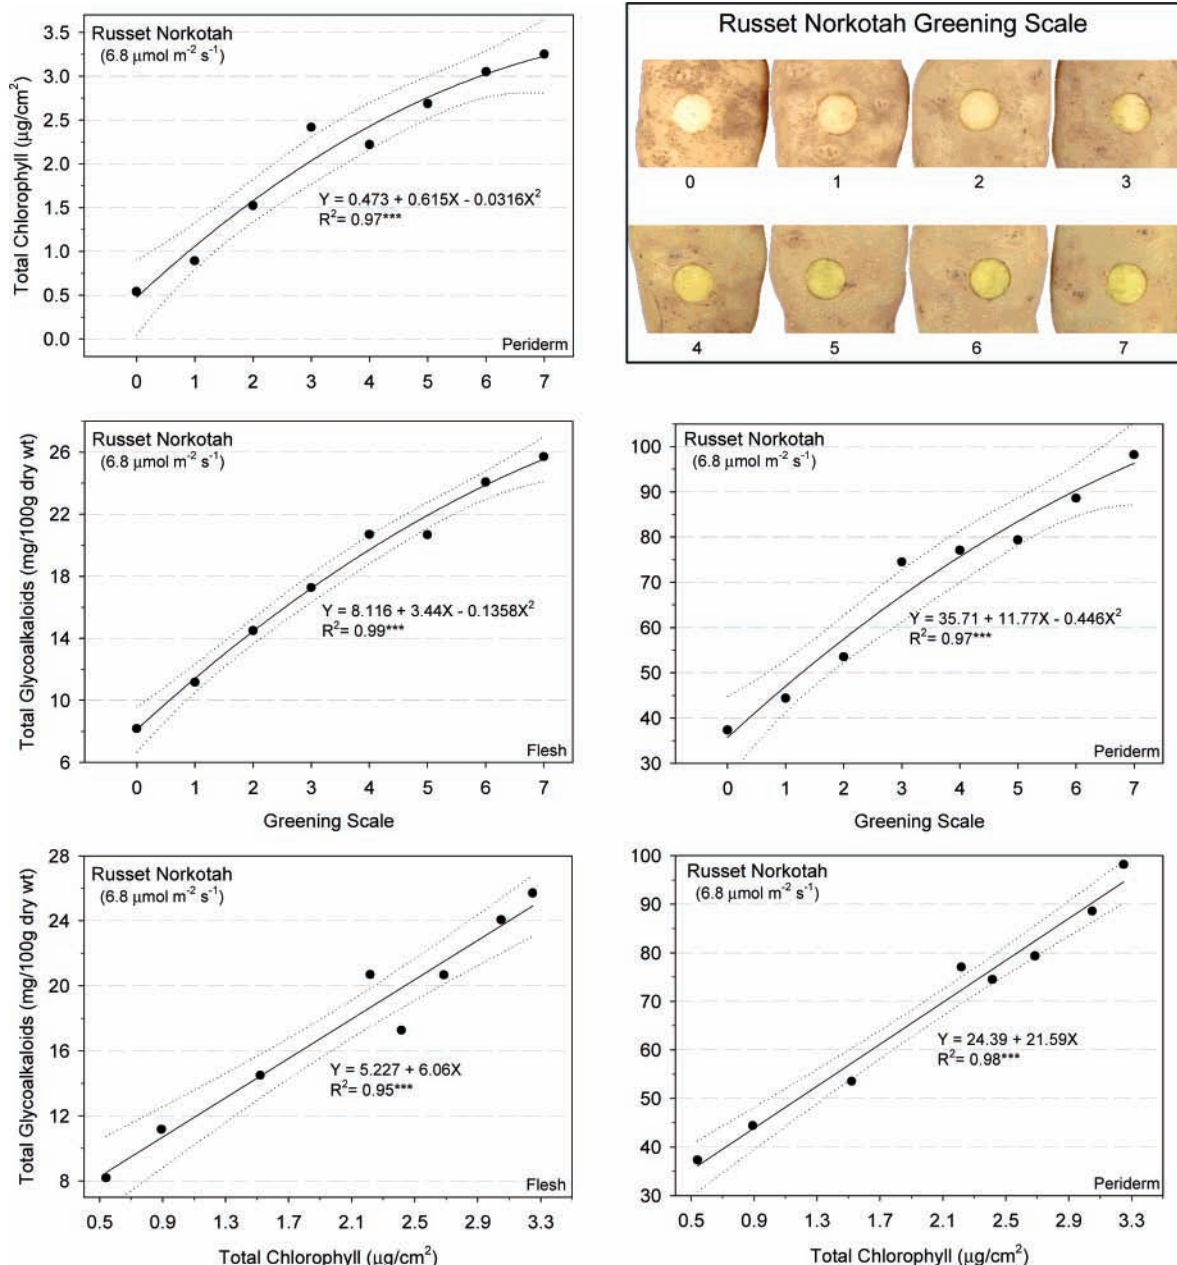 Russet Norkotah
(6.8 μmol m⁻² s⁻¹)
Total Chlorophyll (μg/cm²)
3.5
3.0
2.5
2.0
1.5
1.0
0.5
0.0
Y = 0.473 + 0.615X - 0.0316X²
R²= 0.97***
Periderm
0 1 2 3 4 5 6 7
Russet Norkotah Greening Scale
0 1 2 3
4 5 6 7
Russet Norkotah
(6.8 μmol m⁻² s⁻¹)
Total Glycoalkaloids (mg/100g dry wt)
26
22
18
14
10
6
Y = 8.116 + 3.44X - 0.1358X²
R²= 0.99***
Flesh
0 1 2 3 4 5 6 7
Greening Scale
Russet Norkotah
(6.8 μmol m⁻² s⁻¹)
100
90
80
70
60
50
40
30
Y = 35.71 + 11.77X - 0.446X²
R²= 0.97***
Periderm
0 1 2 3 4 5 6 7
Greening Scale
Russet Norkotah
(6.8 μmol m⁻² s⁻¹)
Total Glycoalkaloids (mg/100g dry wt)
28
24
20
16
12
8
Y = 5.227 + 6.06X
R²= 0.95***
Flesh
0.5 0.9 1.3 1.7 2.1 2.5 2.9 3.3
Total Chlorophyll (μg/cm²)
Russet Norkotah
(6.8 μmol m⁻² s⁻¹)
100
90
80
70
60
50
40
30
Y = 24.39 + 21.59X
R²= 0.98***
Periderm
0.5 0.9 1.3 1.7 2.1 2.5 2.9 3.3
Total Chlorophyll (μg/cm²)